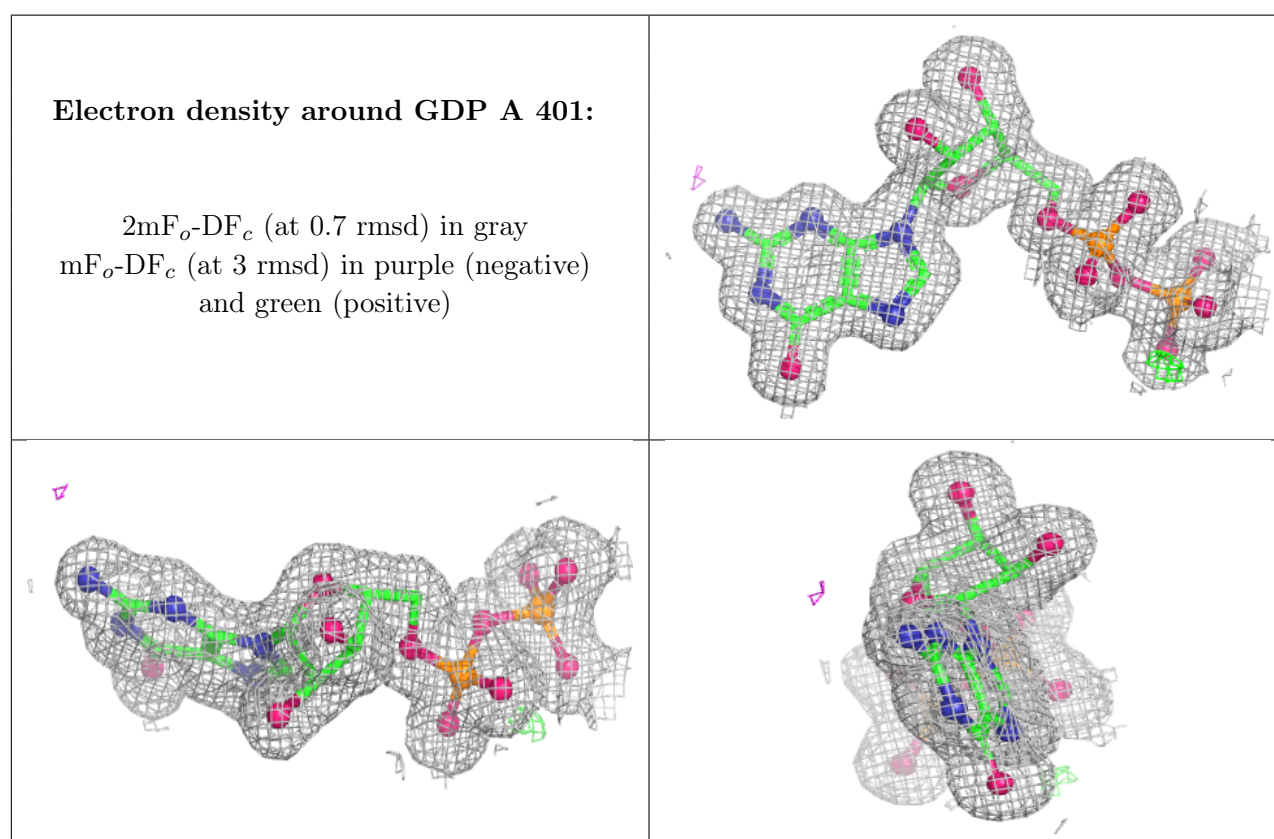 Electron density around GDP A 401:
2mFₒ-DF𝒸 (at 0.7 rmsd) in gray
mFₒ-DF𝒸 (at 3 rmsd) in purple (negative)
and green (positive)